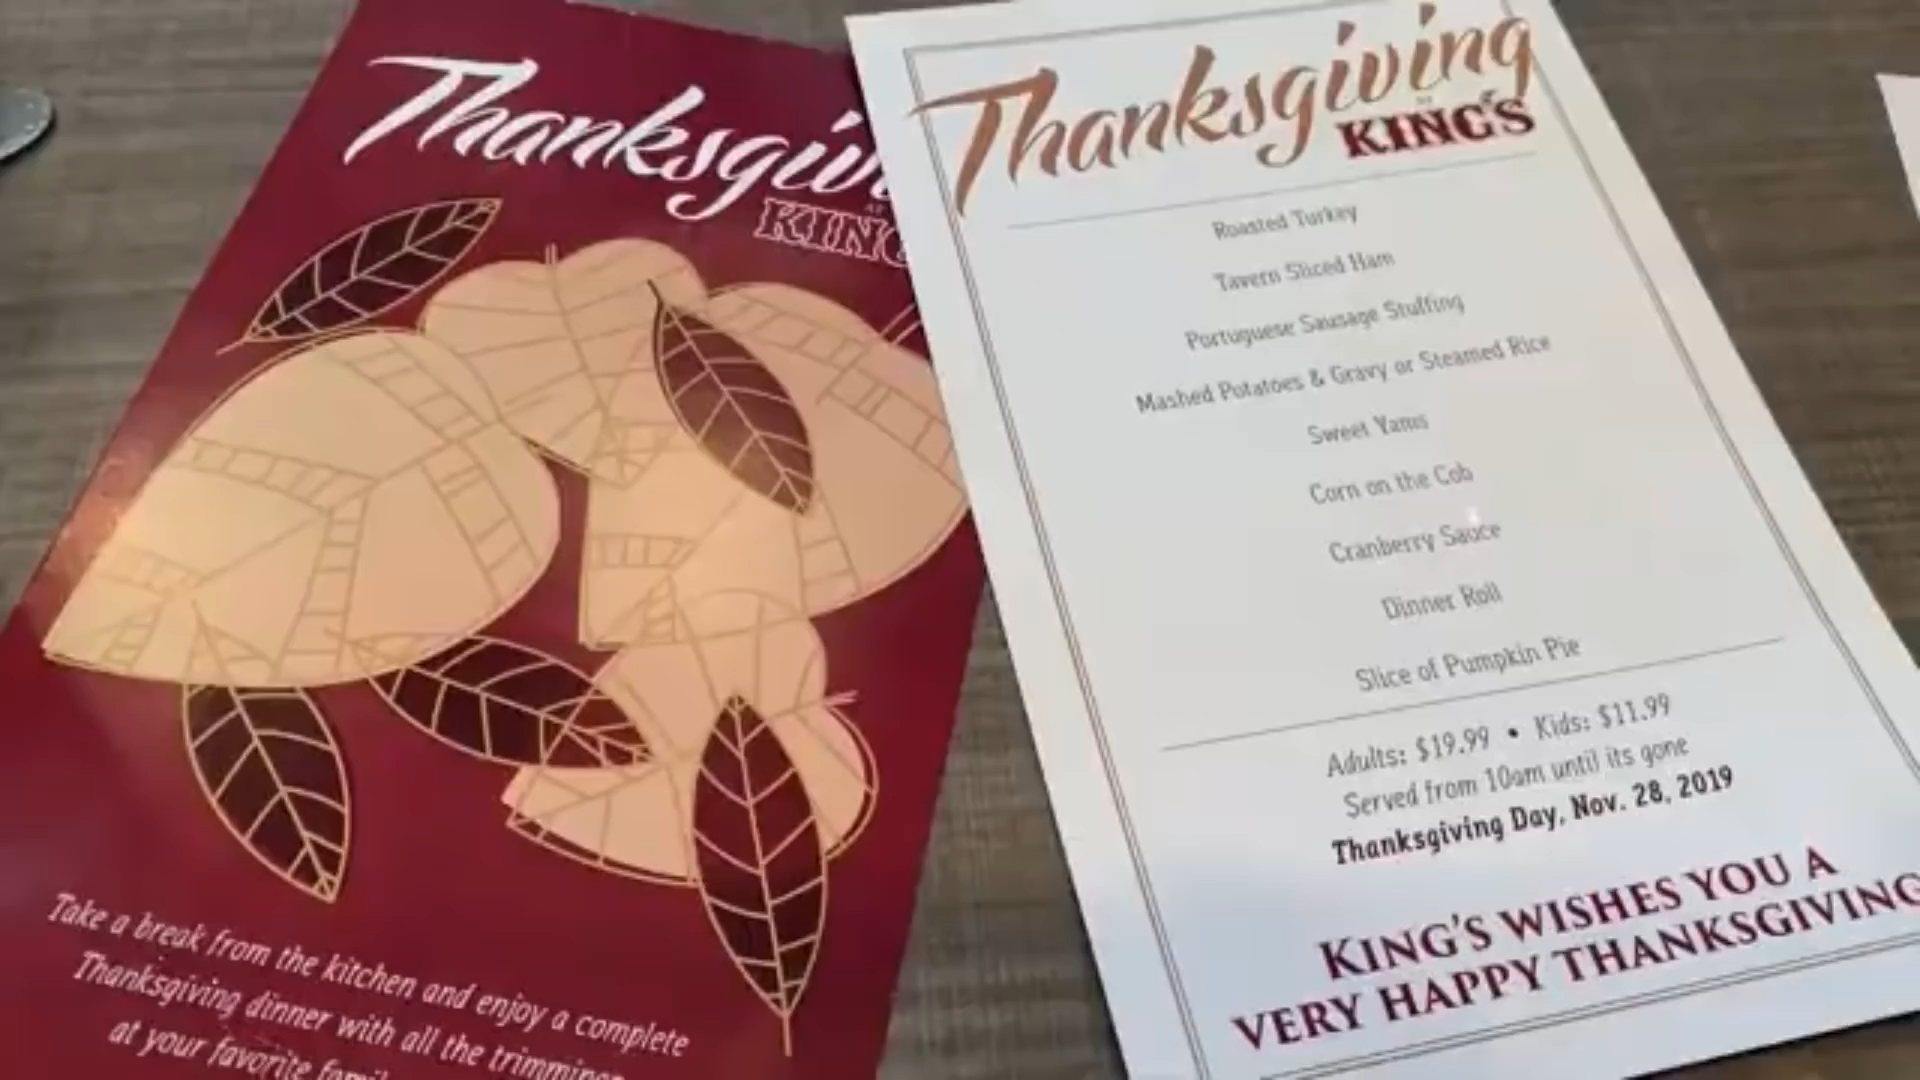 Thanksgiv
AT
KING
Take a break from the kitchen and enjoy a complete
Thanksgiving dinner with all the trimmings
at your favorite
Thanksgiving
KING'S
Roasted Turkey
Tavern Sliced Ham
Portuguese Sausage Stuffing
Mashed Potatoes & Gravy or Steamed Rice
Sweet Yams
Corn on the Cob
Cranberry Sauce
Dinner Roll
Slice of Pumpkin Pie
Adults: $19.99 • Kids: $11.99
Served from 10am until its gone
Thanksgiving Day, Nov. 28, 2019
KING'S WISHES YOU A
VERY HAPPY THANKSGIVING